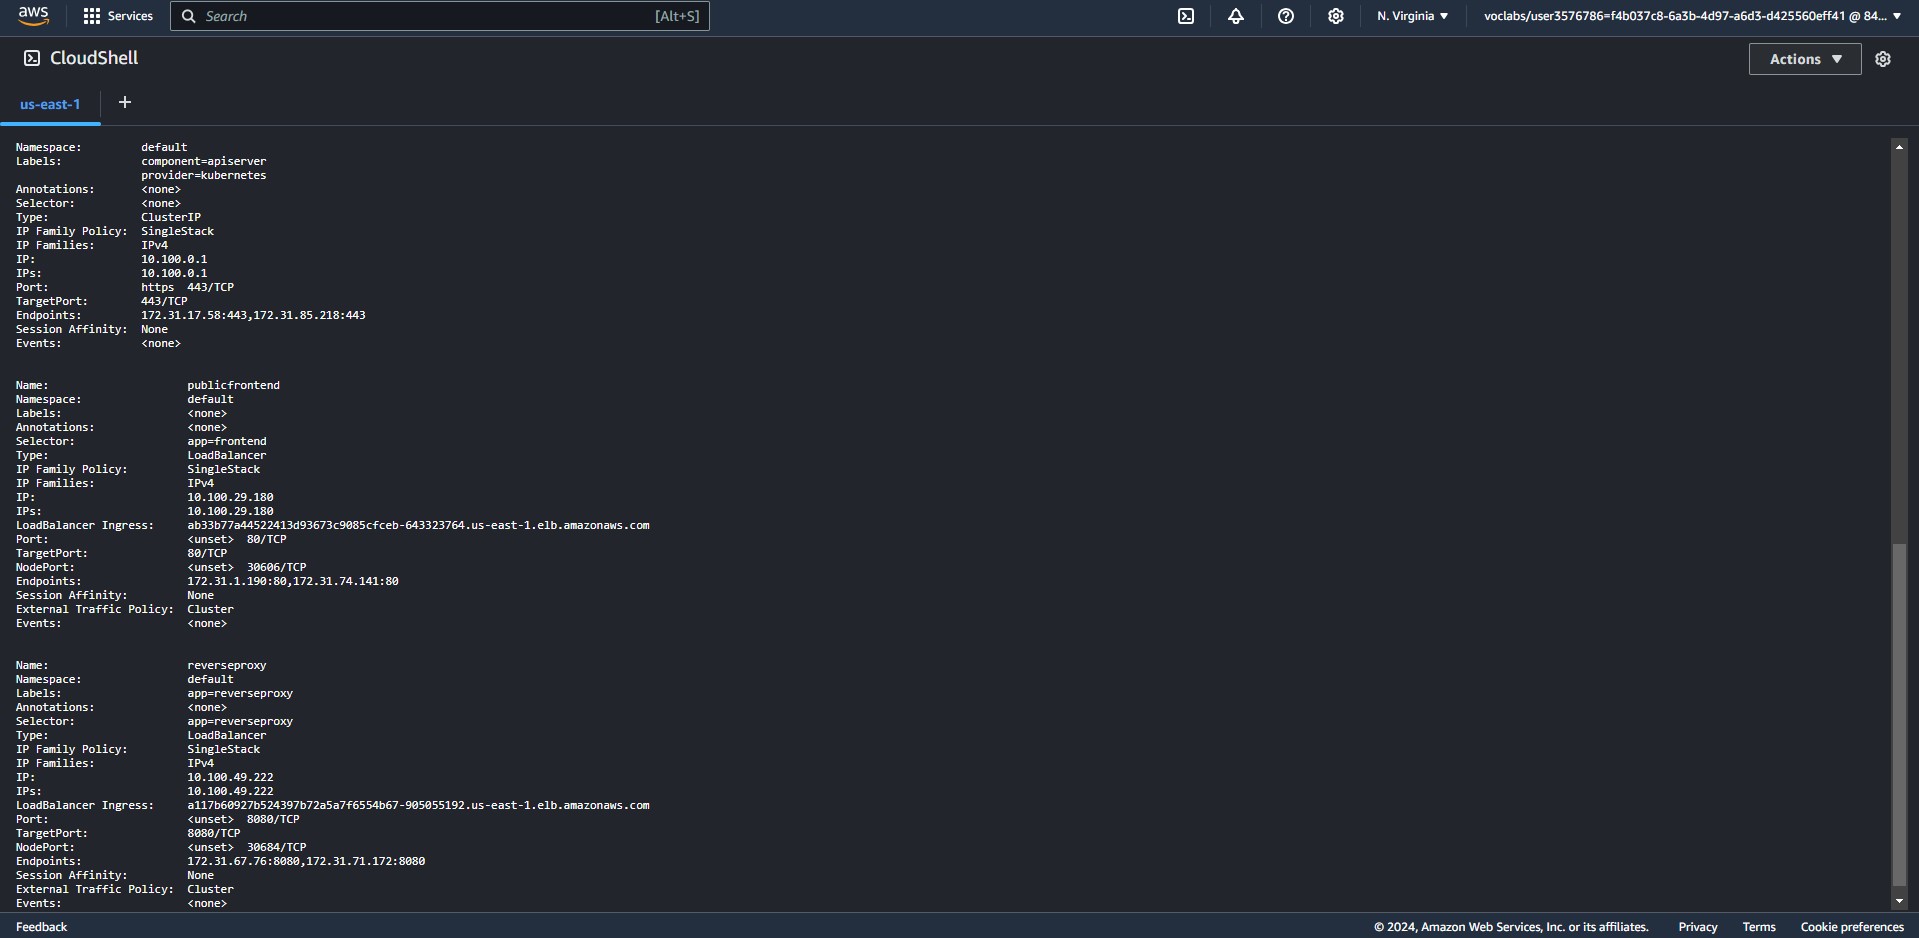 aws
Services
Search [Alt+S]
N. Virginia
voclabs/user3576786=f4b037c8-6a3b-4d97-a6d3-d425560eff41 @ 84...
CloudShell
Actions
us-east-1
Namespace: default
Labels: component=apiserver
provider=kubernetes
Annotations: <none>
Selector: <none>
Type: ClusterIP
IP Family Policy: SingleStack
IP Families: IPv4
IP: 10.100.0.1
IPs: 10.100.0.1
Port: https 443/TCP
TargetPort: 443/TCP
Endpoints: 172.31.17.58:443,172.31.85.218:443
Session Affinity: None
Events: <none>
Name: publicfrontend
Namespace: default
Labels: <none>
Annotations: <none>
Selector: app=frontend
Type: LoadBalancer
IP Family Policy: SingleStack
IP Families: IPv4
IP: 10.100.29.180
IPs: 10.100.29.180
LoadBalancer Ingress: ab33b77a44522413d93673c9085cfceb-643323764.us-east-1.elb.amazonaws.com
Port: <unset> 80/TCP
TargetPort: 80/TCP
NodePort: <unset> 30606/TCP
Endpoints: 172.31.1.190:80,172.31.74.141:80
Session Affinity: None
External Traffic Policy: Cluster
Events: <none>
Name: reverseproxy
Namespace: default
Labels: app=reverseproxy
Annotations: <none>
Selector: app=reverseproxy
Type: LoadBalancer
IP Family Policy: SingleStack
IP Families: IPv4
IP: 10.100.49.222
IPs: 10.100.49.222
LoadBalancer Ingress: a117b60927b524397b72a5a7f6554b67-905055192.us-east-1.elb.amazonaws.com
Port: <unset> 8080/TCP
TargetPort: 8080/TCP
NodePort: <unset> 30684/TCP
Endpoints: 172.31.67.76:8080,172.31.71.172:8080
Session Affinity: None
External Traffic Policy: Cluster
Events: <none>
Feedback
© 2024, Amazon Web Services, Inc. or its affiliates. Privacy Terms Cookie preferences